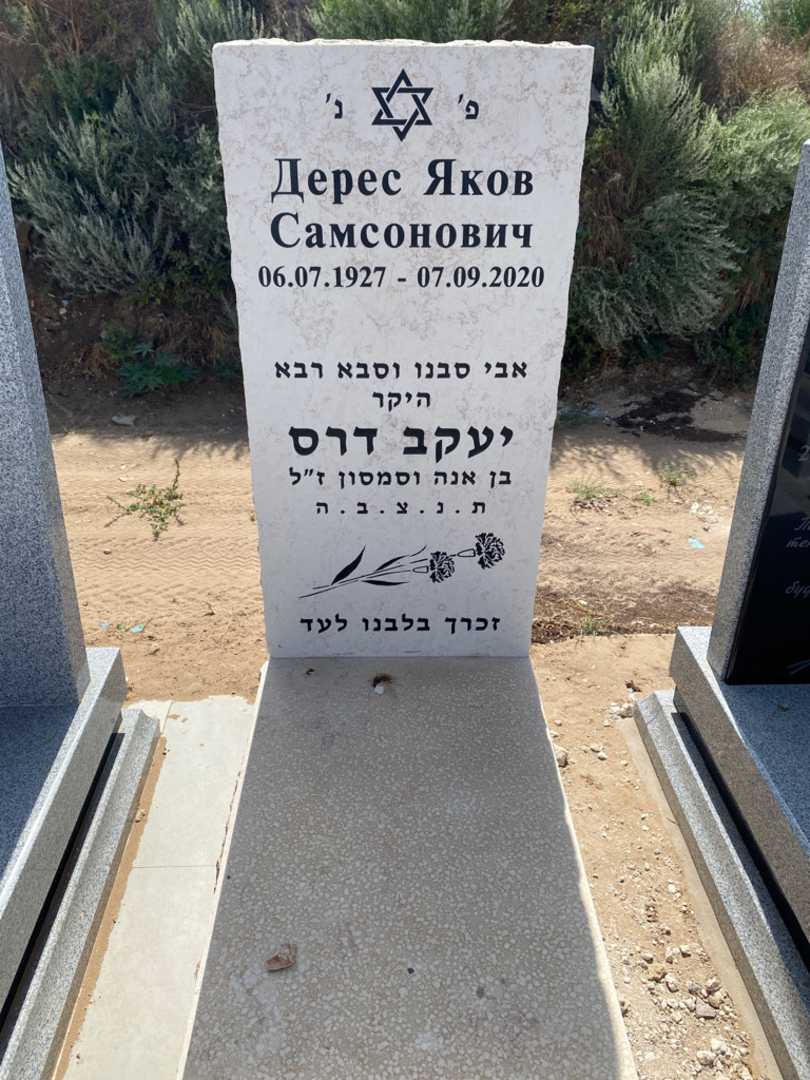 פ' נ'
Дерес Яков
Самсонович
06.07.1927 - 07.09.2020
אבי סבנו וסבא רבא
היקר
יעקב דרס
בן אנה וסמסון ז"ל
ת . נ . צ . ב . ה
זכרך בלבנו לעד